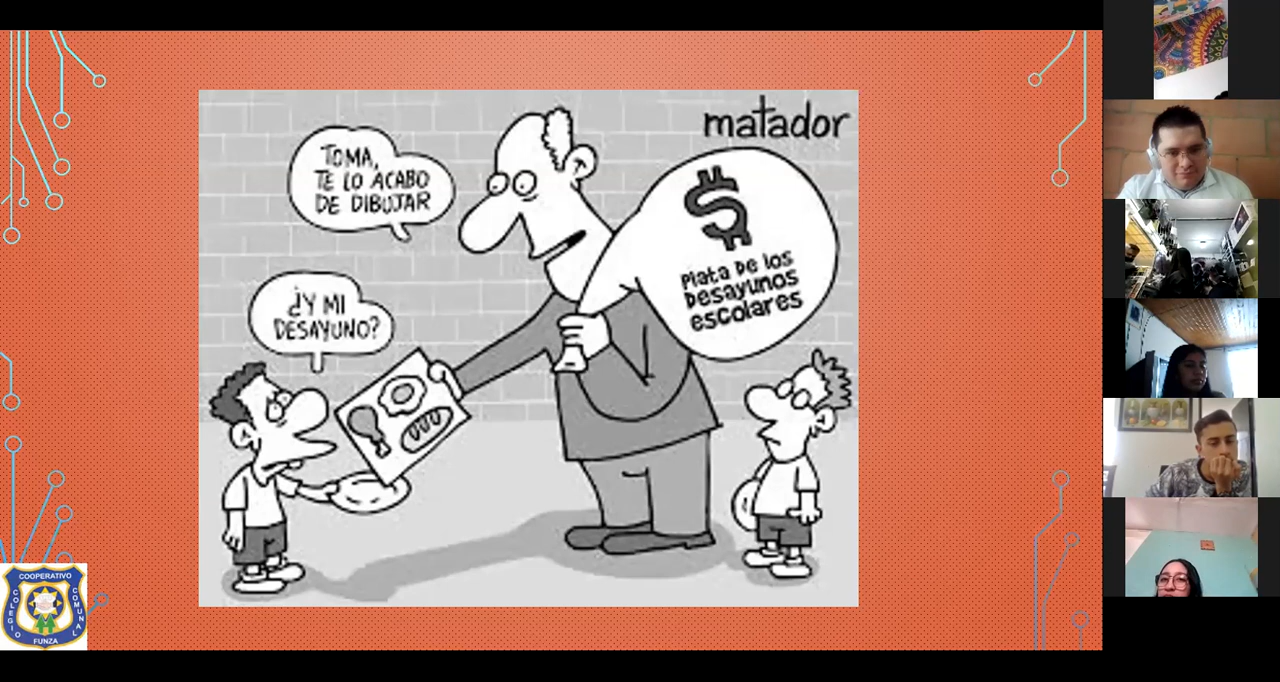 matador
TOMA,
TE LO ACABO
DE DIBUJAR
$
Plata DE los
Desayunos
escolares
¿Y MI
DESAYUNO?
COOPERATIVO
COLEGIO
COMUNAL
FUNZA